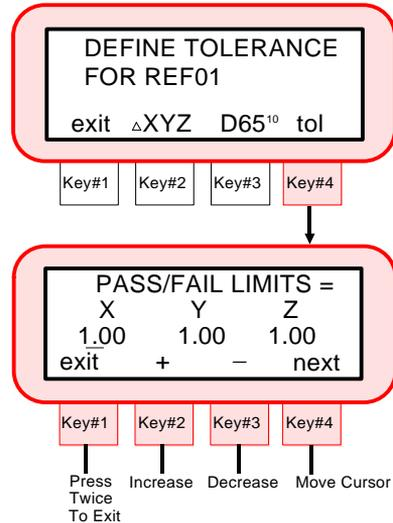 DEFINE TOLERANCE
FOR REF01
exit △XYZ D65¹⁰ tol
Key#1 Key#2 Key#3 Key#4
PASS/FAIL LIMITS =
X Y Z
1.00 1.00 1.00
exit + − next
Key#1 Key#2 Key#3 Key#4
Press Increase Decrease Move Cursor
Twice
To Exit